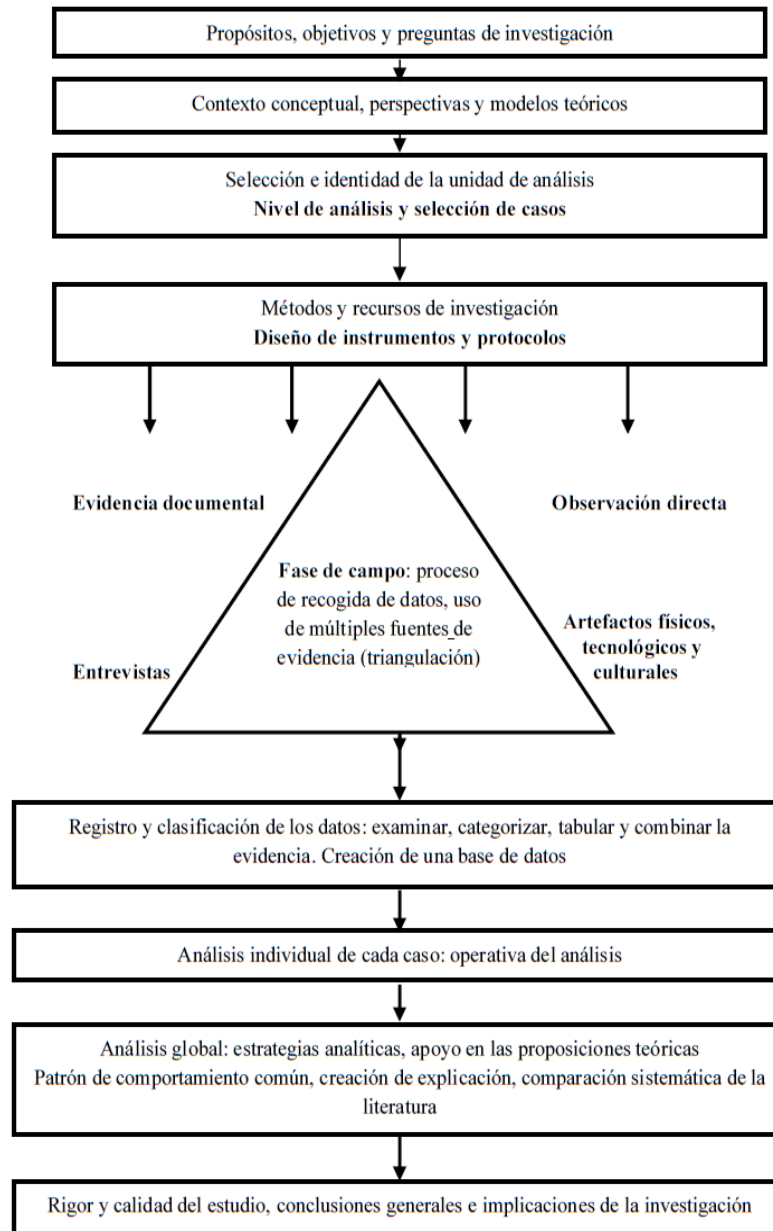 Propósitos, objetivos y preguntas de investigación
Contexto conceptual, perspectivas y modelos teóricos
Selección e identidad de la unidad de análisis
Nivel de análisis y selección de casos
Métodos y recursos de investigación
Diseño de instrumentos y protocolos
Evidencia documental
Observación directa
Fase de campo: proceso
de recogida de datos, uso
de múltiples fuentes de
evidencia (triangulación)
Entrevistas
Artefactos físicos,
tecnológicos y
culturales
Registro y clasificación de los datos: examinar, categorizar, tabular y combinar la
evidencia. Creación de una base de datos
Análisis individual de cada caso: operativa del análisis
Análisis global: estrategias analíticas, apoyo en las proposiciones teóricas
Patrón de comportamiento común, creación de explicación, comparación sistemática de la
literatura
Rigor y calidad del estudio, conclusiones generales e implicaciones de la investigación